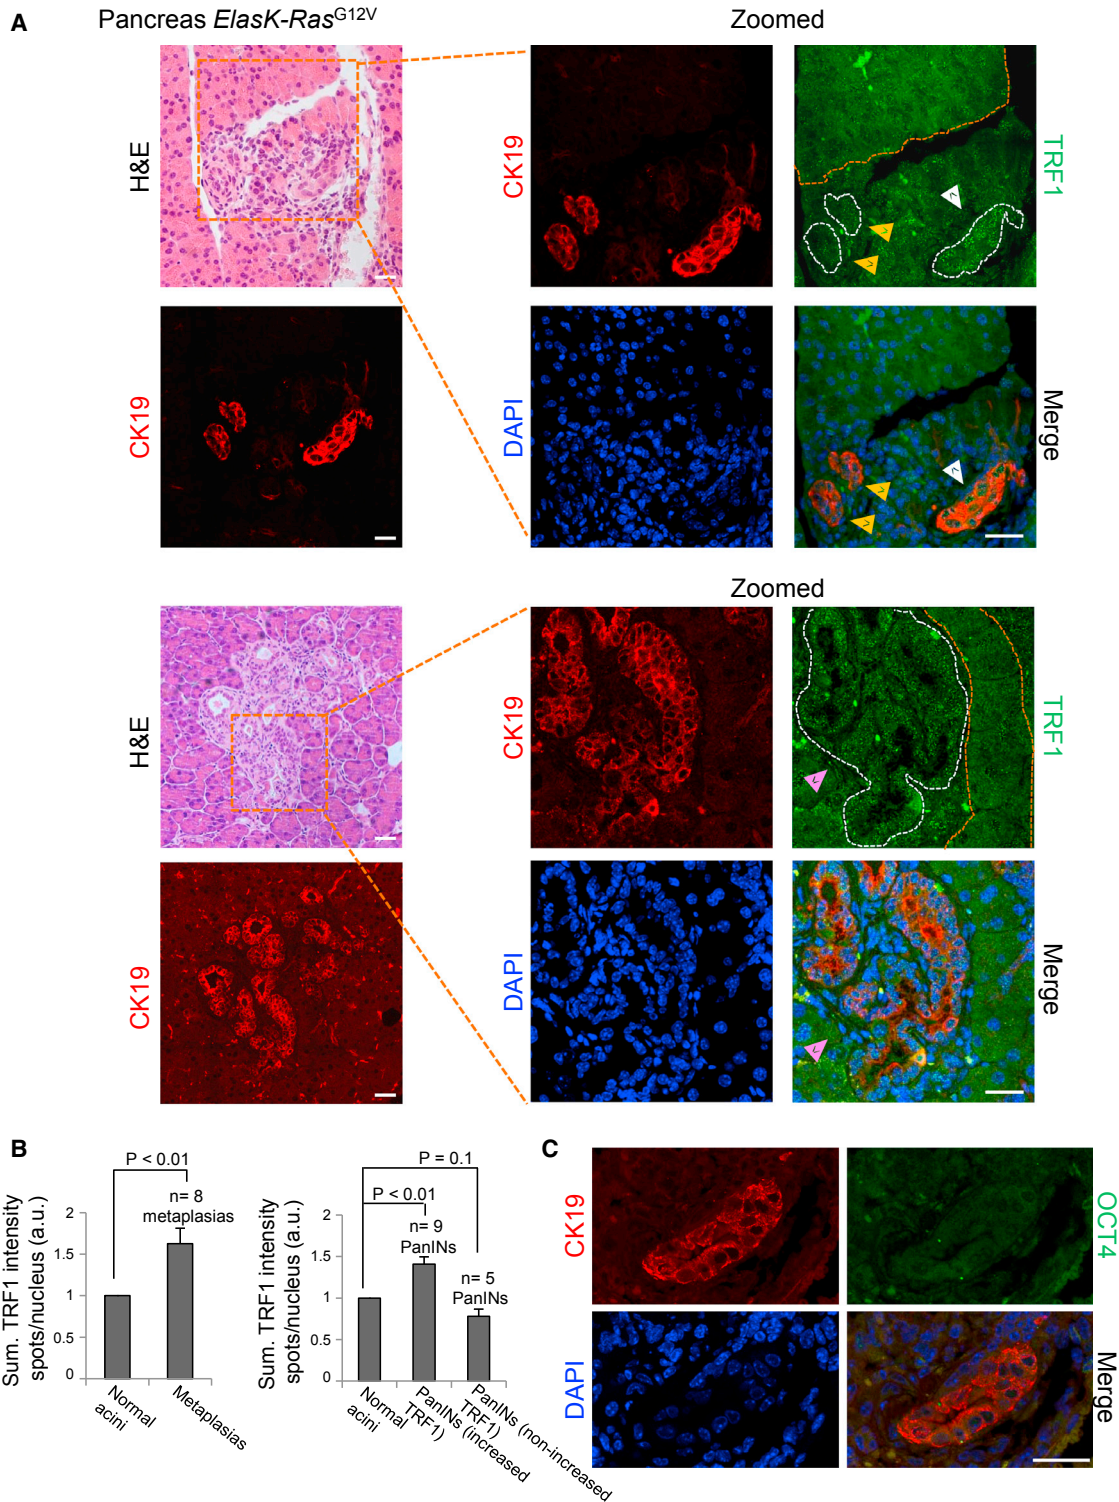 A
Pancreas ElasK-RasG12V
Zoomed
H&E
CK19
TRF1
CK19
DAPI
Merge
Zoomed
H&E
CK19
TRF1
CK19
DAPI
Merge
B
P < 0.01
n= 8
metaplasias
Sum. TRF1 intensity
spots/nucleus (a.u.)
2
1.5
1
0.5
0
Normal
acini
Metaplasias
P = 0.1
P < 0.01
n= 9
PanINs
n= 5
PanINs
Sum. TRF1 intensity
spots/nucleus (a.u.)
2
1.5
1
0.5
0
Normal
acini
PanINs (increased
TRF1)
PanINs (non-increased
TRF1)
C
CK19
OCT4
DAPI
Merge